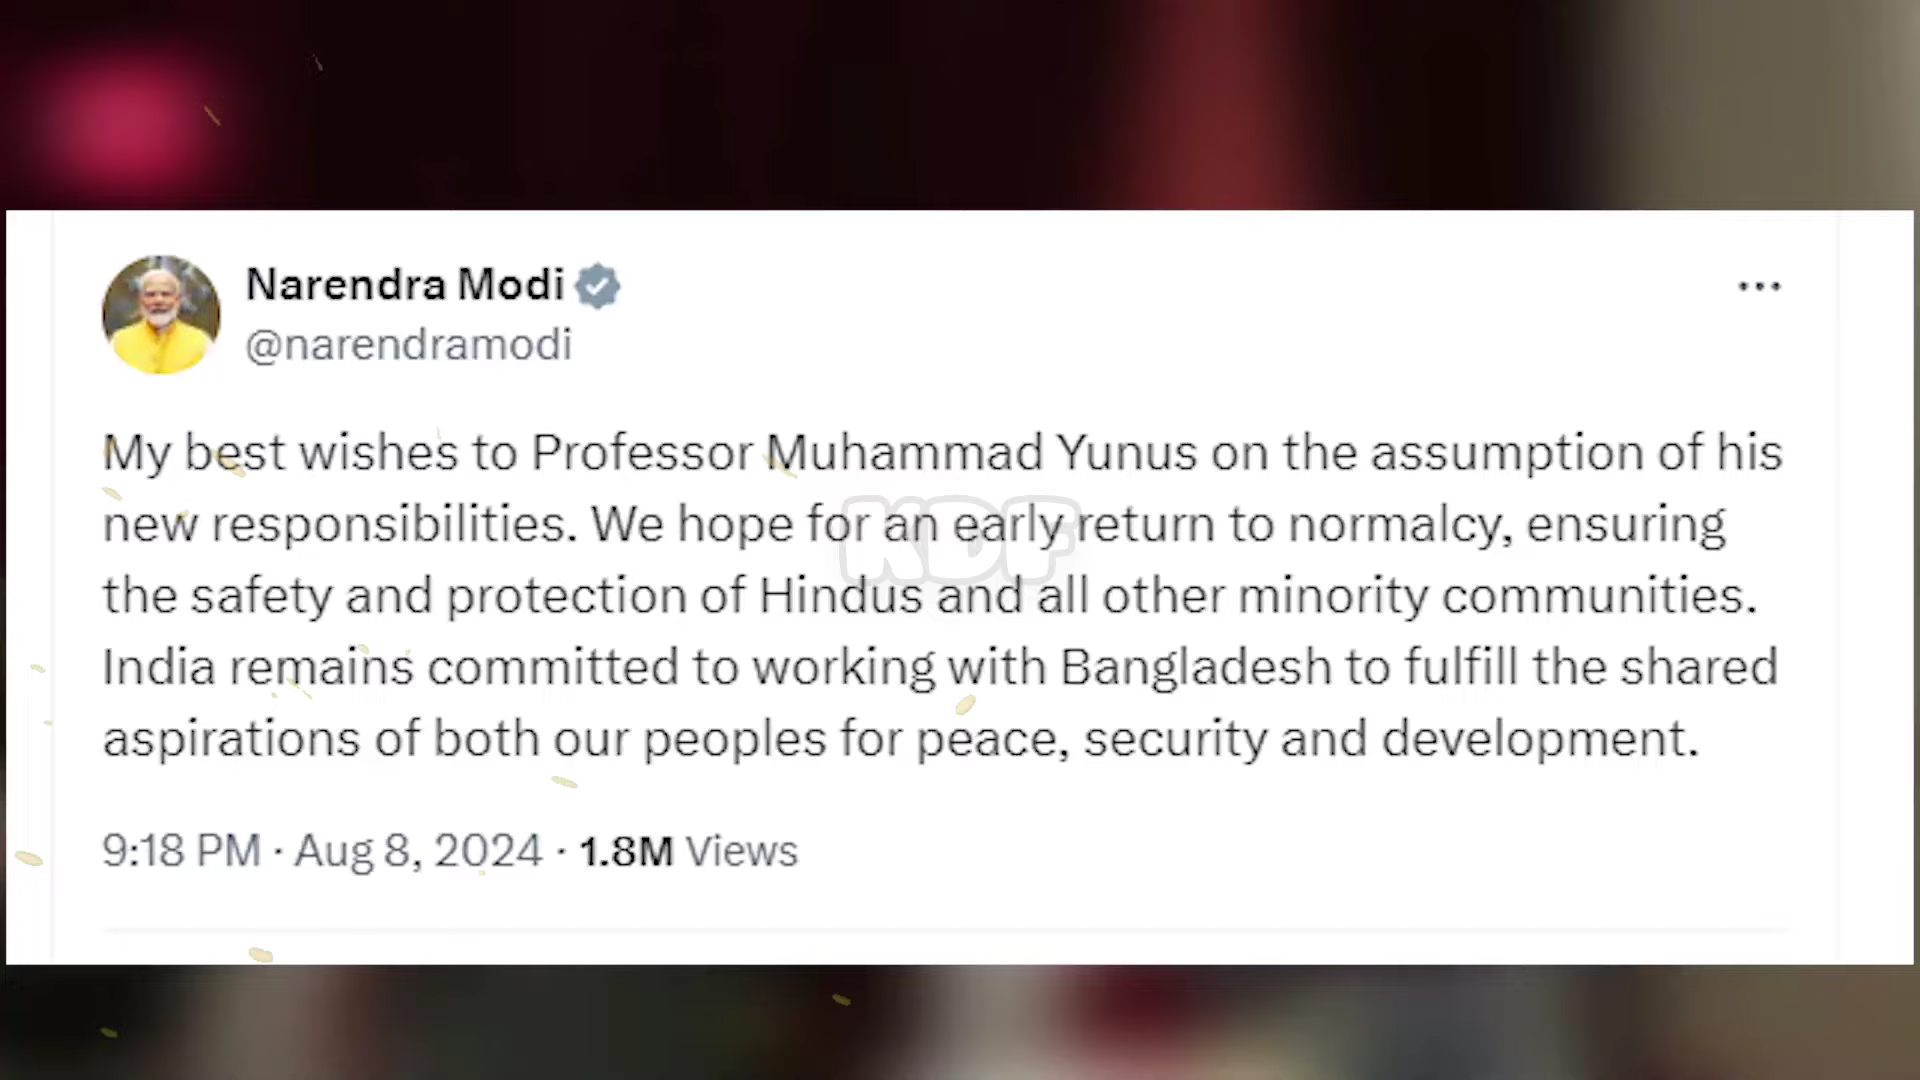 Narendra Modi
@narendramodi
My best wishes to Professor Muhammad Yunus on the assumption of his
new responsibilities. We hope for an early return to normalcy, ensuring
the safety and protection of Hindus and all other minority communities.
India remains committed to working with Bangladesh to fulfill the shared
aspirations of both our peoples for peace, security and development.
KDF
9:18 PM · Aug 8, 2024 · 1.8M Views